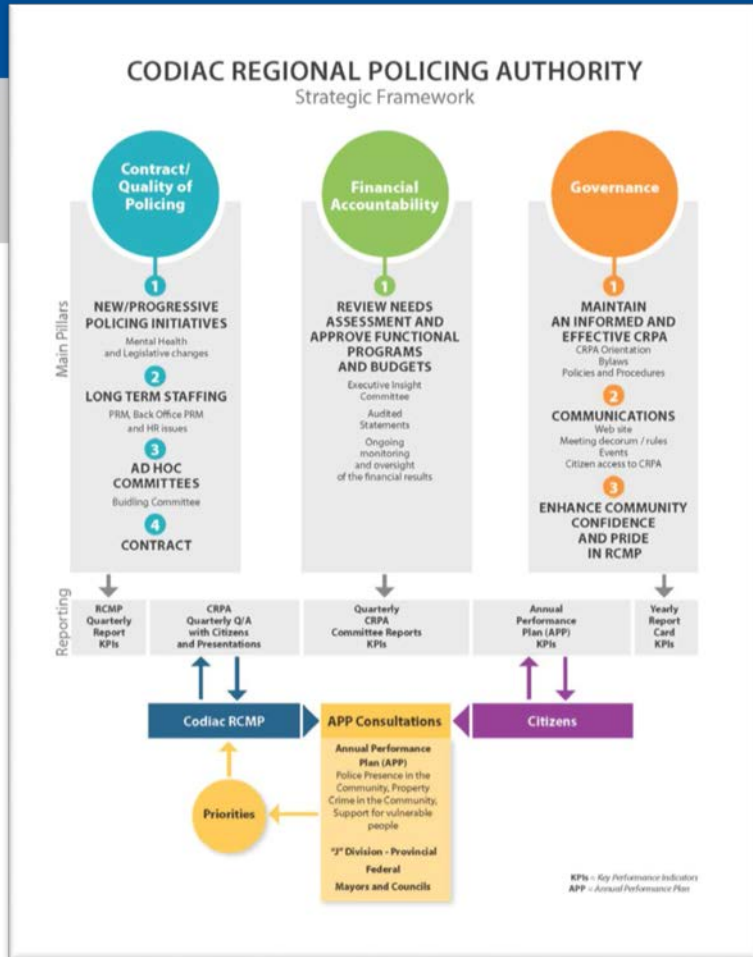 CODIAC REGIONAL POLICING AUTHORITY
Strategic Framework
Contract/
Quality of
Policing
Financial
Accountability
Governance
Main Pillars
1
NEW/PROGRESSIVE
POLICING INITIATIVES
Mental Health
and Legislative changes
2
LONG TERM STAFFING
PRM, Back Office PRM
and HR issues
3
AD HOC
COMMITTEES
Buidling Committee
4
CONTRACT
1
REVIEW NEEDS
ASSESSMENT AND
APPROVE FUNCTIONAL
PROGRAMS
AND BUDGETS
Executive Insight
Committee
Audited
Statements
Ongoing
monitoring
and oversight
of the financial results
1
MAINTAIN
AN INFORMED AND
EFFECTIVE CRPA
CRPA Orientation
Bylaws
Policies and Procedures
2
COMMUNICATIONS
Web site
Meeting decorum / rules
Events
Citizen access to CRPA
3
ENHANCE COMMUNITY
CONFIDENCE
AND PRIDE
IN RCMP
Reporting
RCMP
Quarterly
Report
KPIs
CRPA
Quarterly Q/A
with Citizens
and Presentations
Quarterly
CRPA
Committee Reports
KPIs
Annual
Performance
Plan (APP)
KPIs
Yearly
Report
Card
KPIs
Codiac RCMP
APP Consultations
Citizens
Annual Performance
Plan (APP)
Police Presence in the
Community, Property
Crime in the Community,
Support for vulnerable
people
"J" Division - Provincial
Federal
Mayors and Councils
Priorities
KPIs = Key Performance Indicators
APP = Annual Performance Plan